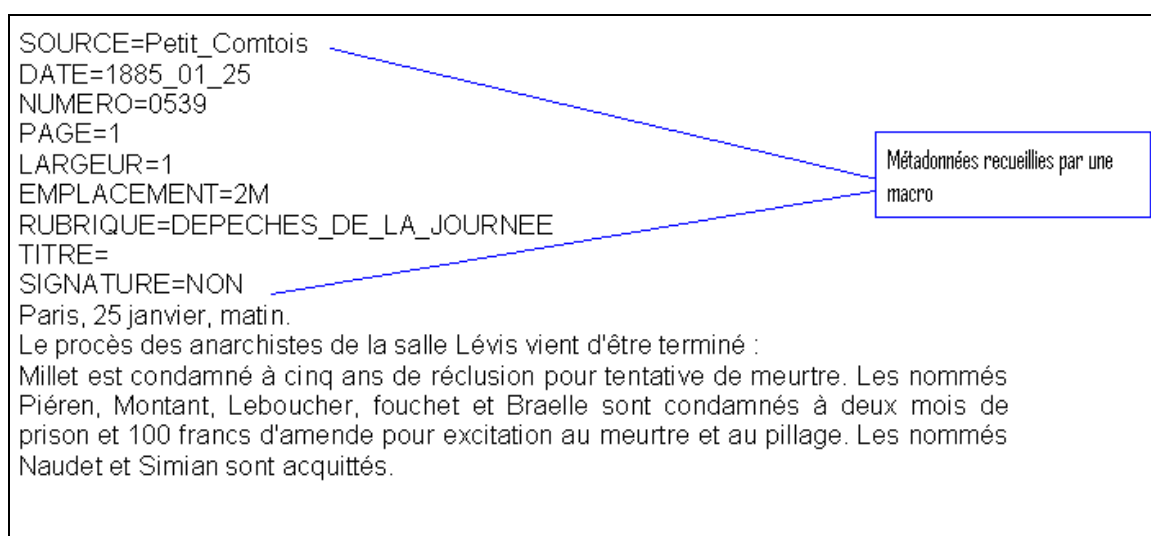 SOURCE=Petit_Comtois
DATE=1885_01_25
NUMERO=0539
PAGE=1
LARGEUR=1
EMPLACEMENT=2M
RUBRIQUE=DEPECHES_DE_LA_JOURNEE
TITRE=
SIGNATURE=NON
Paris, 25 janvier, matin.
Le procès des anarchistes de la salle Lévis vient d'être terminé :
Millet est condamné à cinq ans de réclusion pour tentative de meurtre. Les nommés
Piéren, Montant, Leboucher, fouchet et Braelle sont condamnés à deux mois de
prison et 100 francs d'amende pour excitation au meurtre et au pillage. Les nommés
Naudet et Simian sont acquittés.
Métadonnées recueillies par une
macro